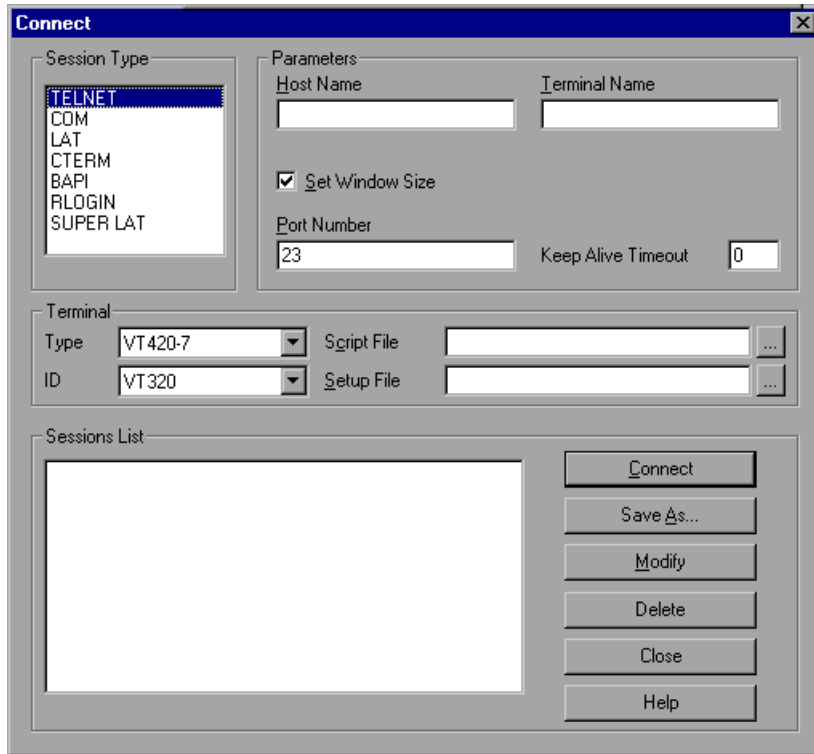 Connect
Session Type
TELNET
COM
LAT
CTERM
BAPI
RLOGIN
SUPER LAT
Parameters
Host Name
Terminal Name
Set Window Size
Port Number
23
Keep Alive Timeout
0
Terminal
Type
VT420-7
Script File
...
ID
VT320
Setup File
...
Sessions List
Connect
Save As...
Modify
Delete
Close
Help